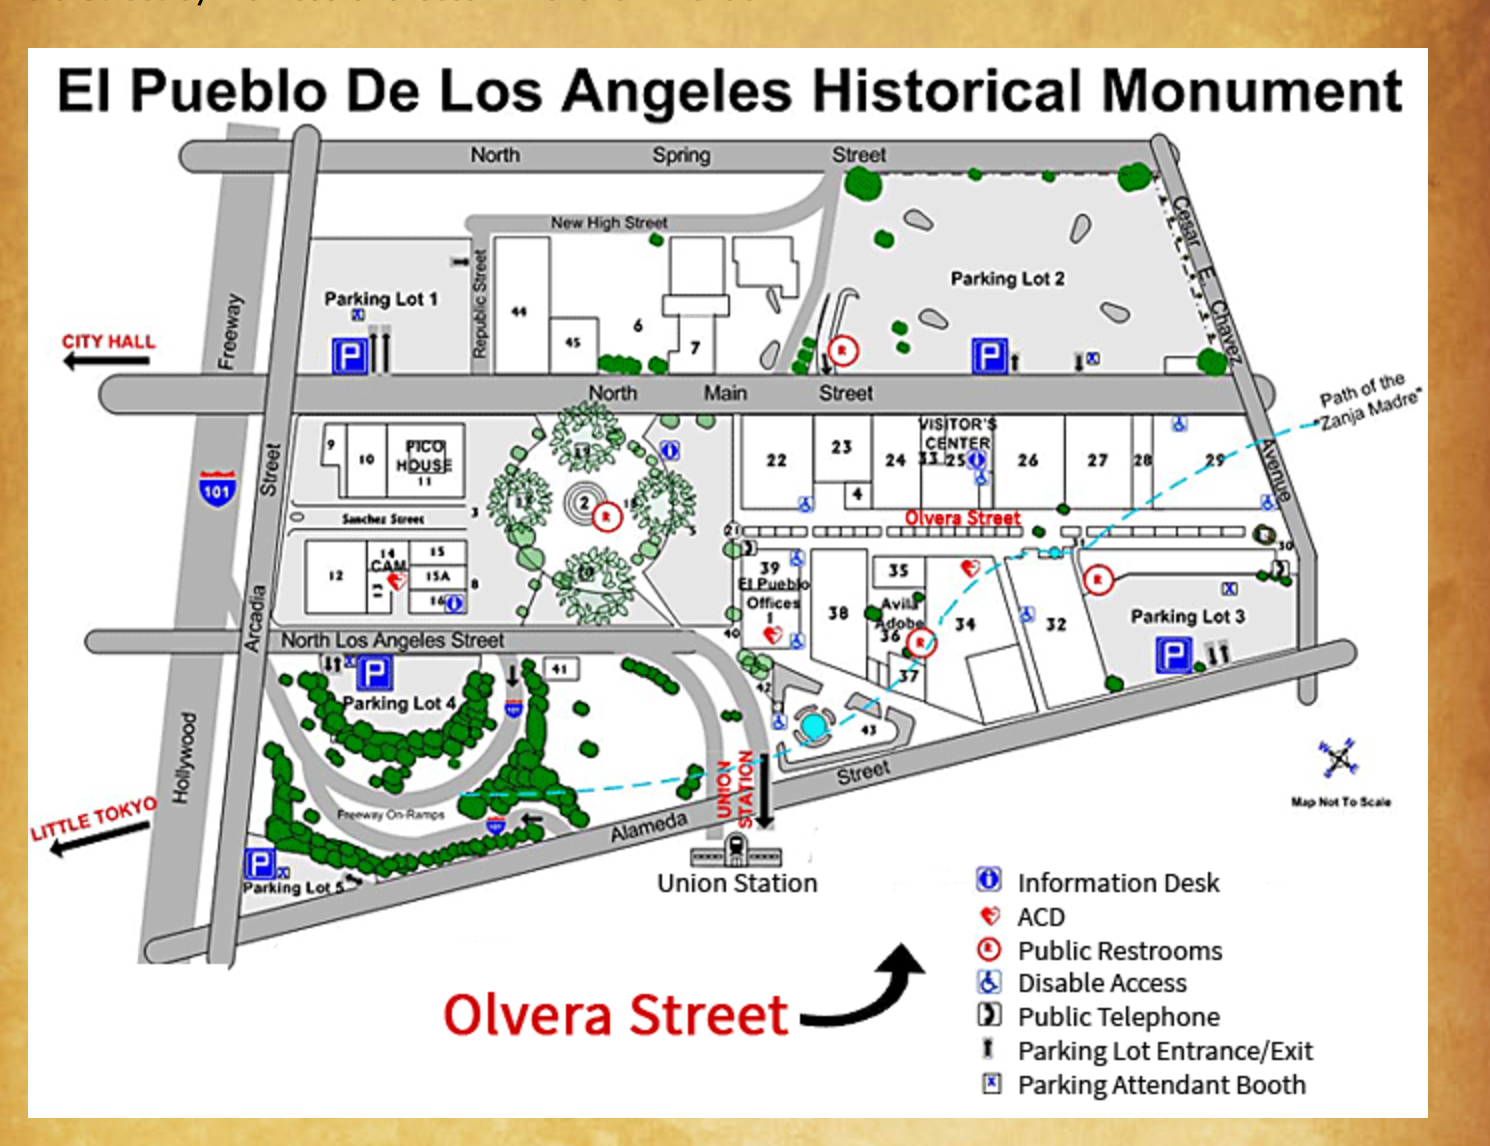 El Pueblo De Los Angeles Historical Monument
North Spring Street
New High Street
Republic Street
Cesar E. Chavez
Avenue
Parking Lot 1
Parking Lot 2
44
45
6
7
R
P
P
CITY HALL
Freeway
North Main Street
Path of the
"Zanja Madre"
101
Street
9
10
PICO
HOUSE
11
Sanchez Street
3
2
R
5
22
23
24
4
VISITOR'S
CENTER
33 25
26
27
28
29
Olvera Street
21
30
12
14
CAM
13
15
15A
16
8
39
El Pueblo
Offices
1
40
38
35
Avila
Adobe
36
R
37
34
32
R
Parking Lot 3
P
Arcadia
North Los Angeles Street
P
Parking Lot 4
41
42
43
101
UNION
STATION
Hollywood
LITTLE TOKYO
Freeway On-Ramps
101
Alameda Street
P
Parking Lot 5
Union Station
N
E
S
W
Map Not To Scale
Olvera Street
Information Desk
ACD
R Public Restrooms
Disable Access
Public Telephone
Parking Lot Entrance/Exit
X Parking Attendant Booth